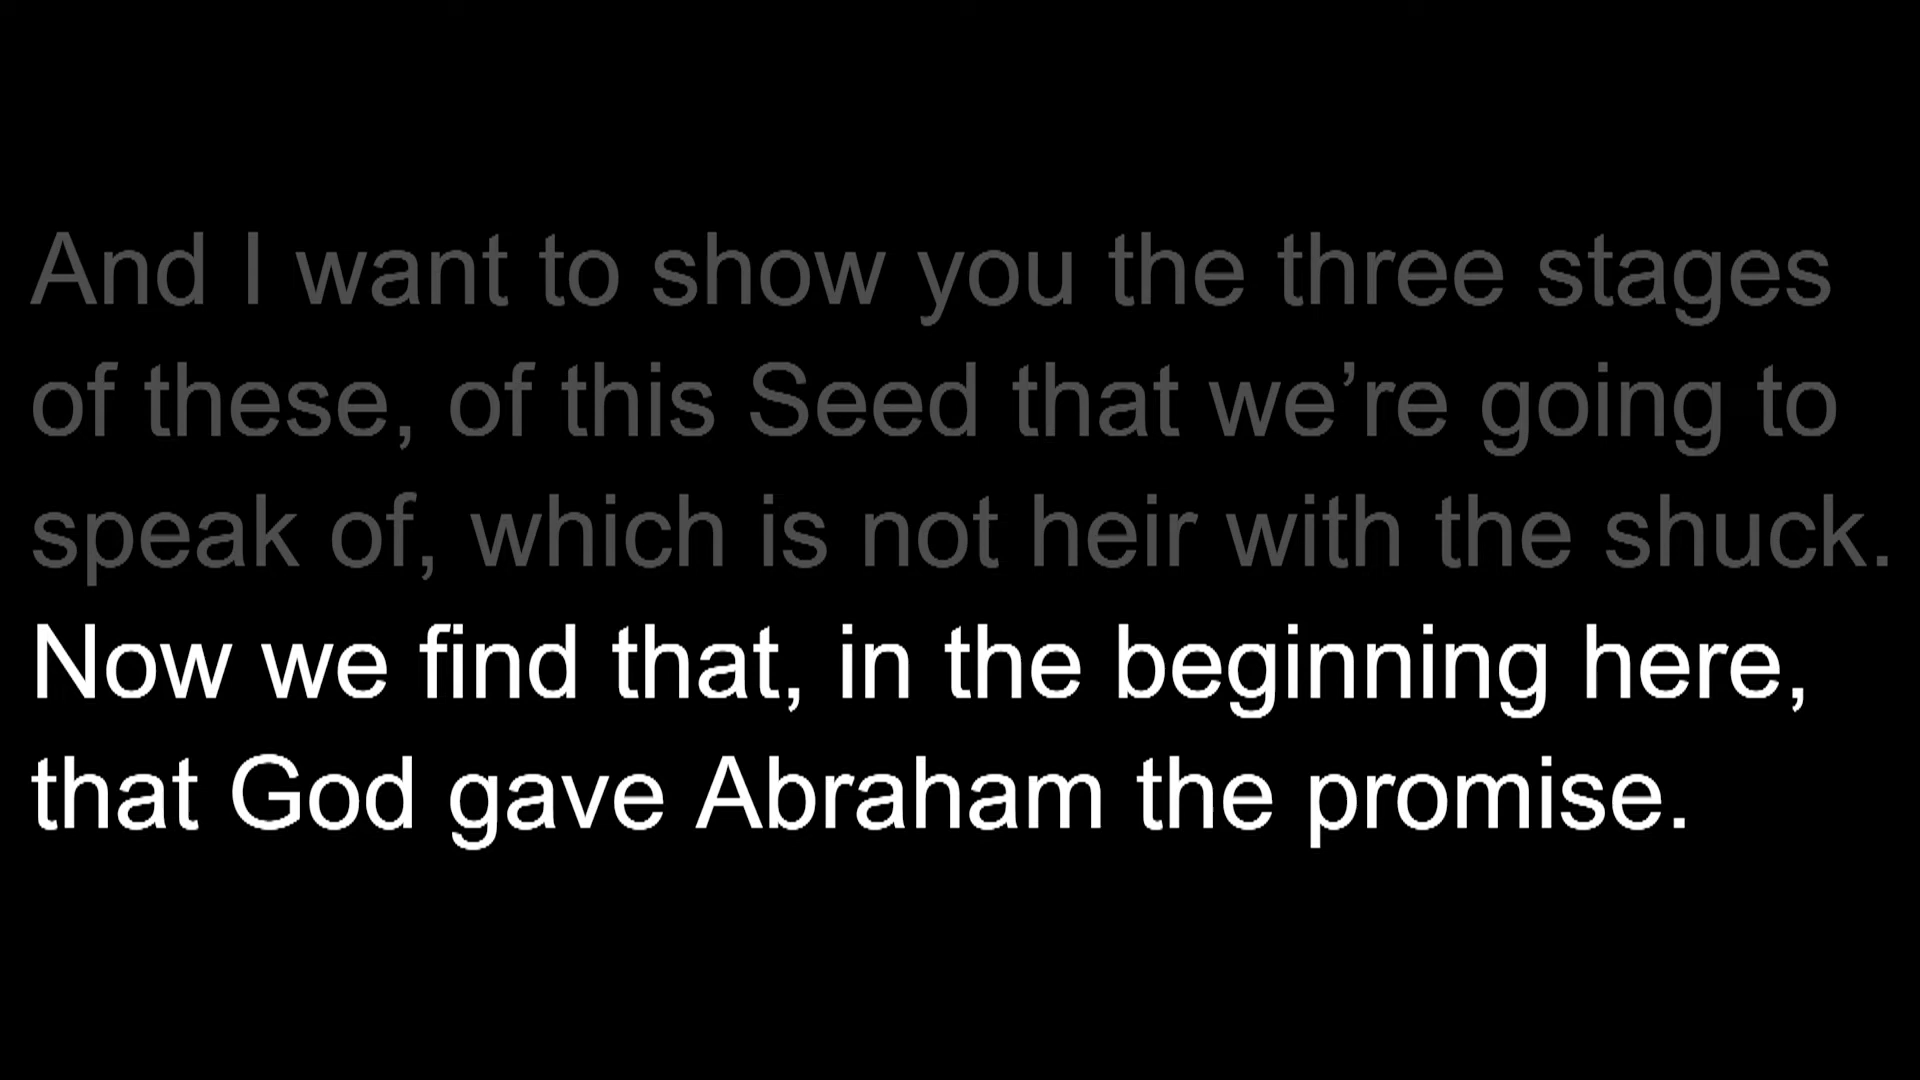 And I want to show you the three stages
of these, of this Seed that we’re going to
speak of, which is not heir with the shuck.
Now we find that, in the beginning here,
that God gave Abraham the promise.